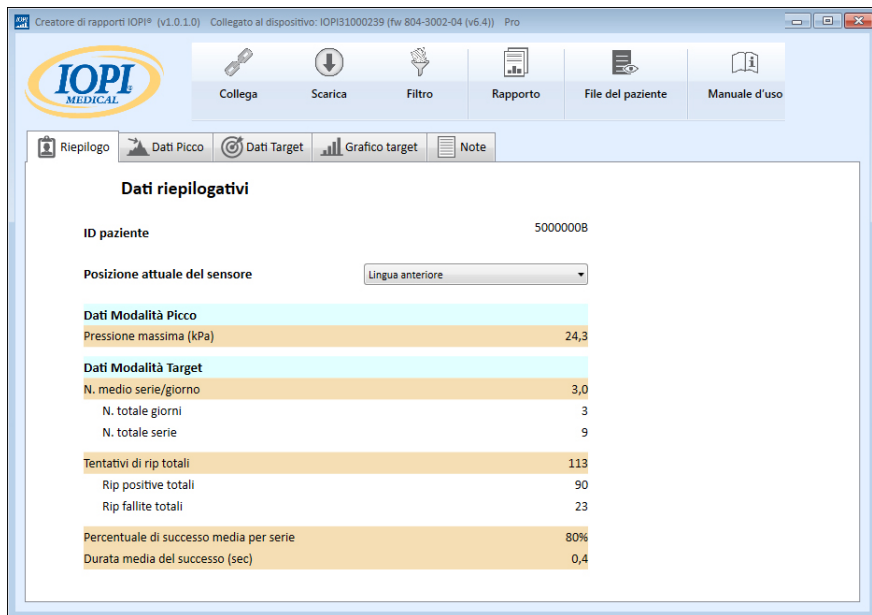 Creatore di rapporti IOPI® (v1.0.1.0) Collegato al dispositivo: IOPI31000239 (fw 804-3002-04 (v6.4)) Pro
IOPI®
MEDICAL
Collega
Scarica
Filtro
Rapporto
File del paziente
Manuale d'uso
Riepilogo
Dati Picco
Dati Target
Grafico target
Note
Dati riepilogativi
ID paziente 5000000B
Posizione attuale del sensore Lingua anteriore
Dati Modalità Picco
Pressione massima (kPa) 24,3
Dati Modalità Target
N. medio serie/giorno 3,0
N. totale giorni 3
N. totale serie 9
Tentativi di rip totali 113
Rip positive totali 90
Rip fallite totali 23
Percentuale di successo media per serie 80%
Durata media del successo (sec) 0,4